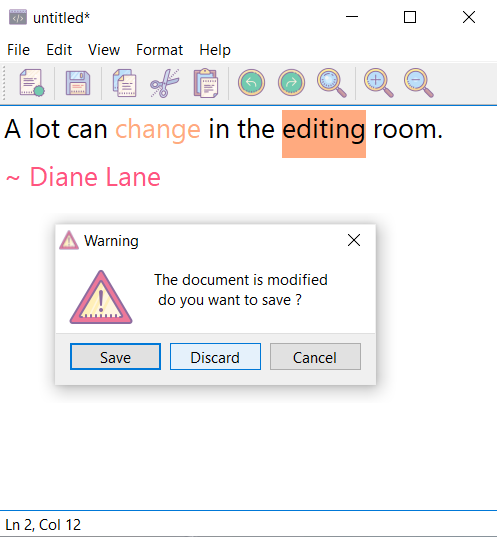 untitled*
File Edit View Format Help
A lot can change in the editing room.
~ Diane Lane
Warning
The document is modified
do you want to save ?
Save Discard Cancel
Ln 2, Col 12